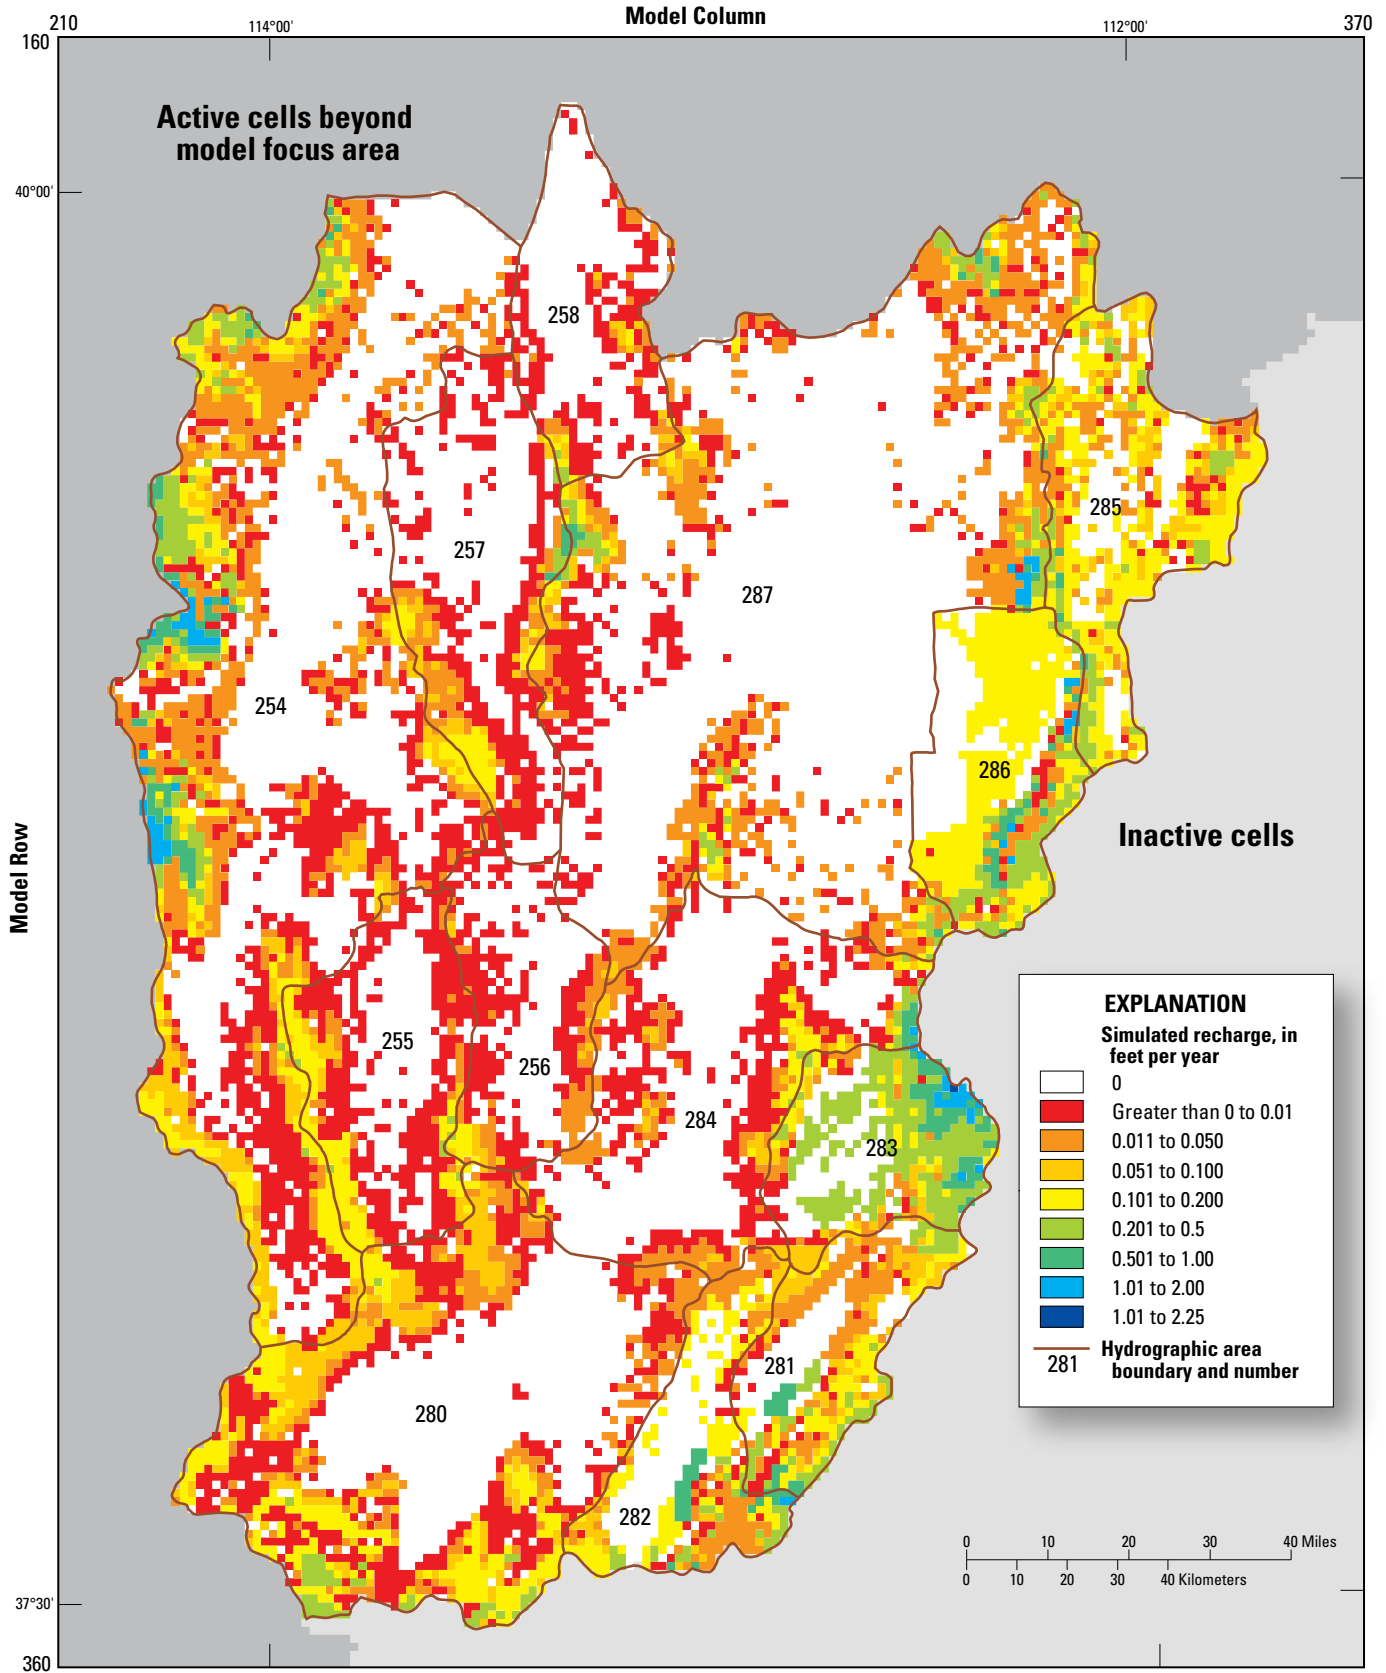 Model Column
210
114°00'
112°00'
370
160
Active cells beyond
model focus area
40°00'
258
285
257
287
254
286
Inactive cells
Model Row
255
256
284
283
281
280
282
EXPLANATION
Simulated recharge, in
feet per year
0
Greater than 0 to 0.01
0.011 to 0.050
0.051 to 0.100
0.101 to 0.200
0.201 to 0.5
0.501 to 1.00
1.01 to 2.00
1.01 to 2.25
281 Hydrographic area
boundary and number
0 10 20 30 40 Miles
0 10 20 30 40 Kilometers
37°30'
360